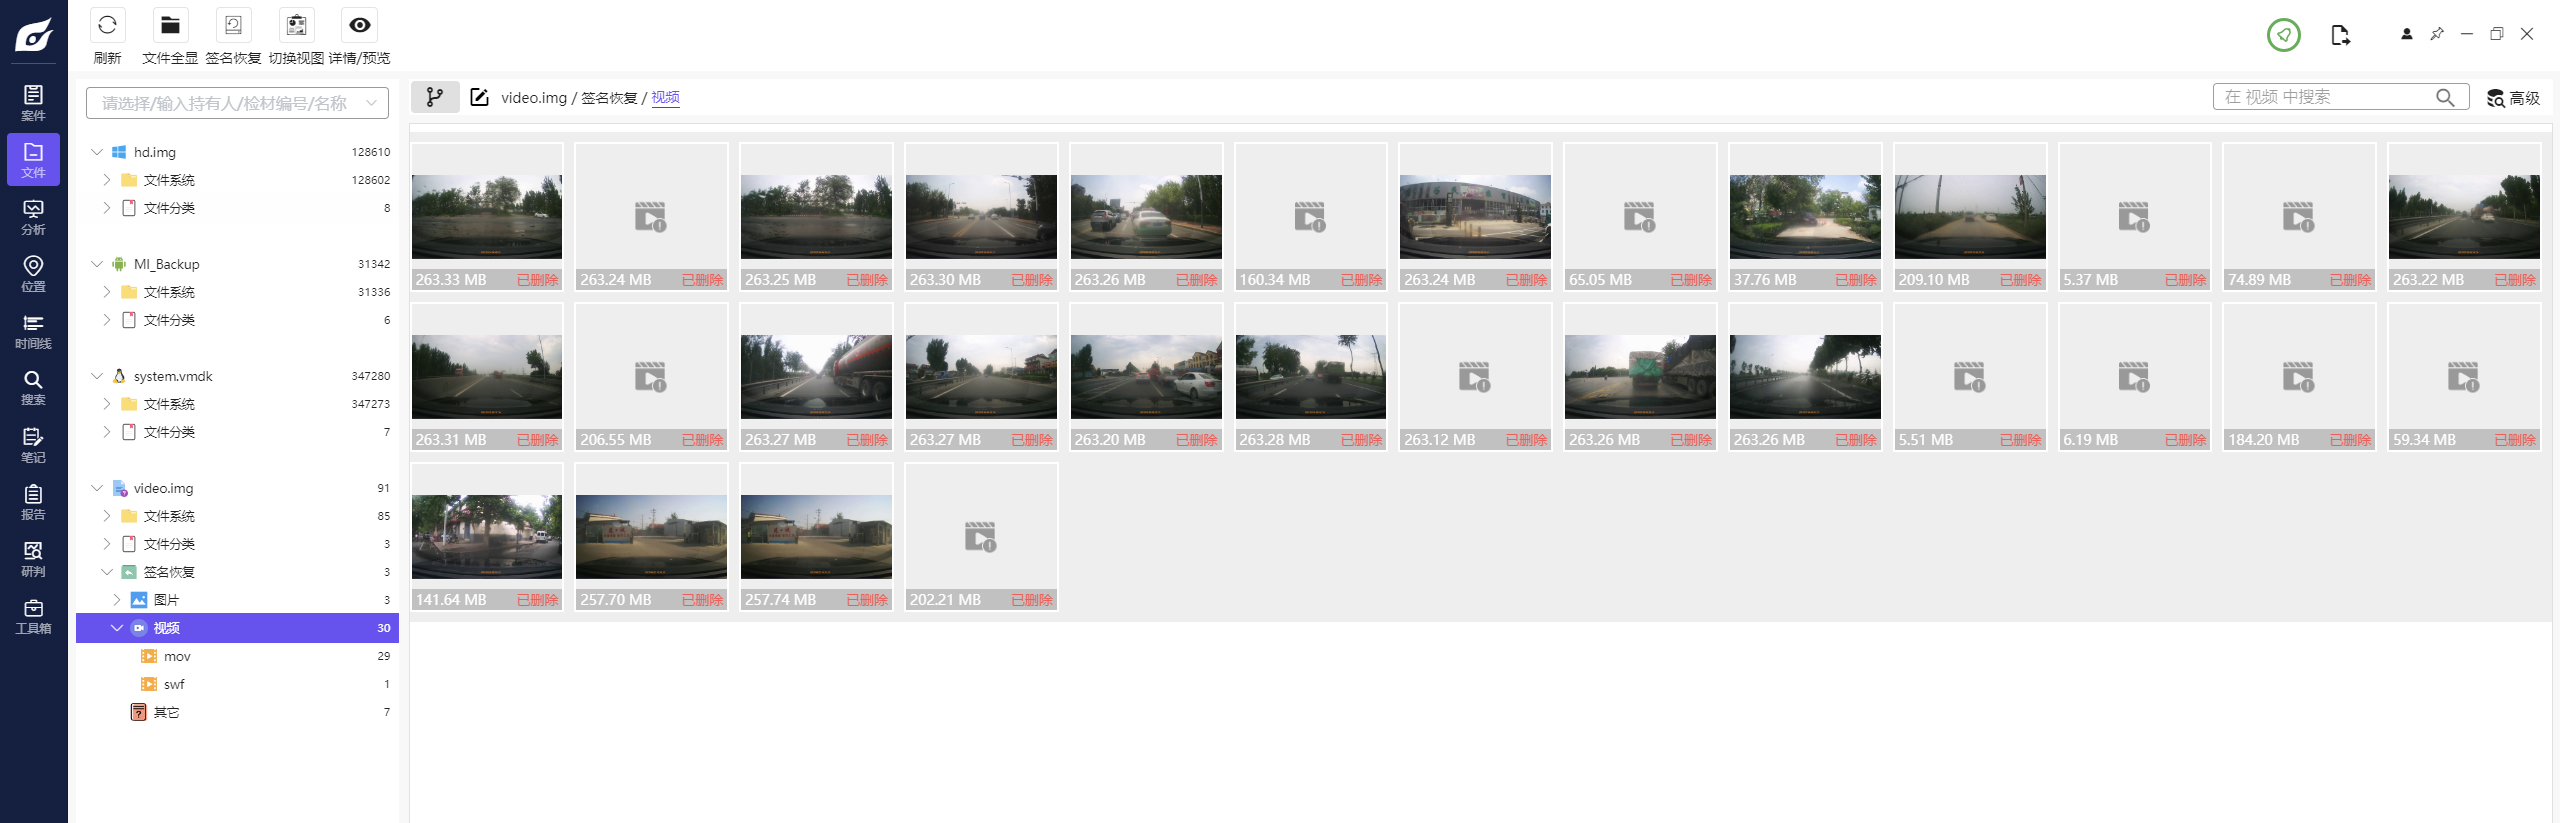 刷新
文件全显
签名恢复
切换视图
详情/预览
案件
文件
分析
位置
时间线
搜索
笔记
报告
研判
工具箱
请选择/输入持有人/检材编号/名称
hd.img 128610
文件系统 128602
文件分类 8
MI_Backup 31342
文件系统 31336
文件分类 6
system.vmdk 347280
文件系统 347273
文件分类 7
video.img 91
文件系统 85
文件分类 3
签名恢复 3
图片 3
视频 30
mov 29
swf 1
其它 7
video.img / 签名恢复 / 视频
在 视频 中搜索
高级
263.33 MB 已删除
263.24 MB 已删除
263.25 MB 已删除
263.30 MB 已删除
263.26 MB 已删除
160.34 MB 已删除
263.24 MB 已删除
65.05 MB 已删除
37.76 MB 已删除
209.10 MB 已删除
5.37 MB 已删除
74.89 MB 已删除
263.22 MB 已删除
263.31 MB 已删除
206.55 MB 已删除
263.27 MB 已删除
263.27 MB 已删除
263.20 MB 已删除
263.28 MB 已删除
263.12 MB 已删除
263.26 MB 已删除
263.26 MB 已删除
5.51 MB 已删除
6.19 MB 已删除
184.20 MB 已删除
59.34 MB 已删除
141.64 MB 已删除
257.70 MB 已删除
257.74 MB 已删除
202.21 MB 已删除